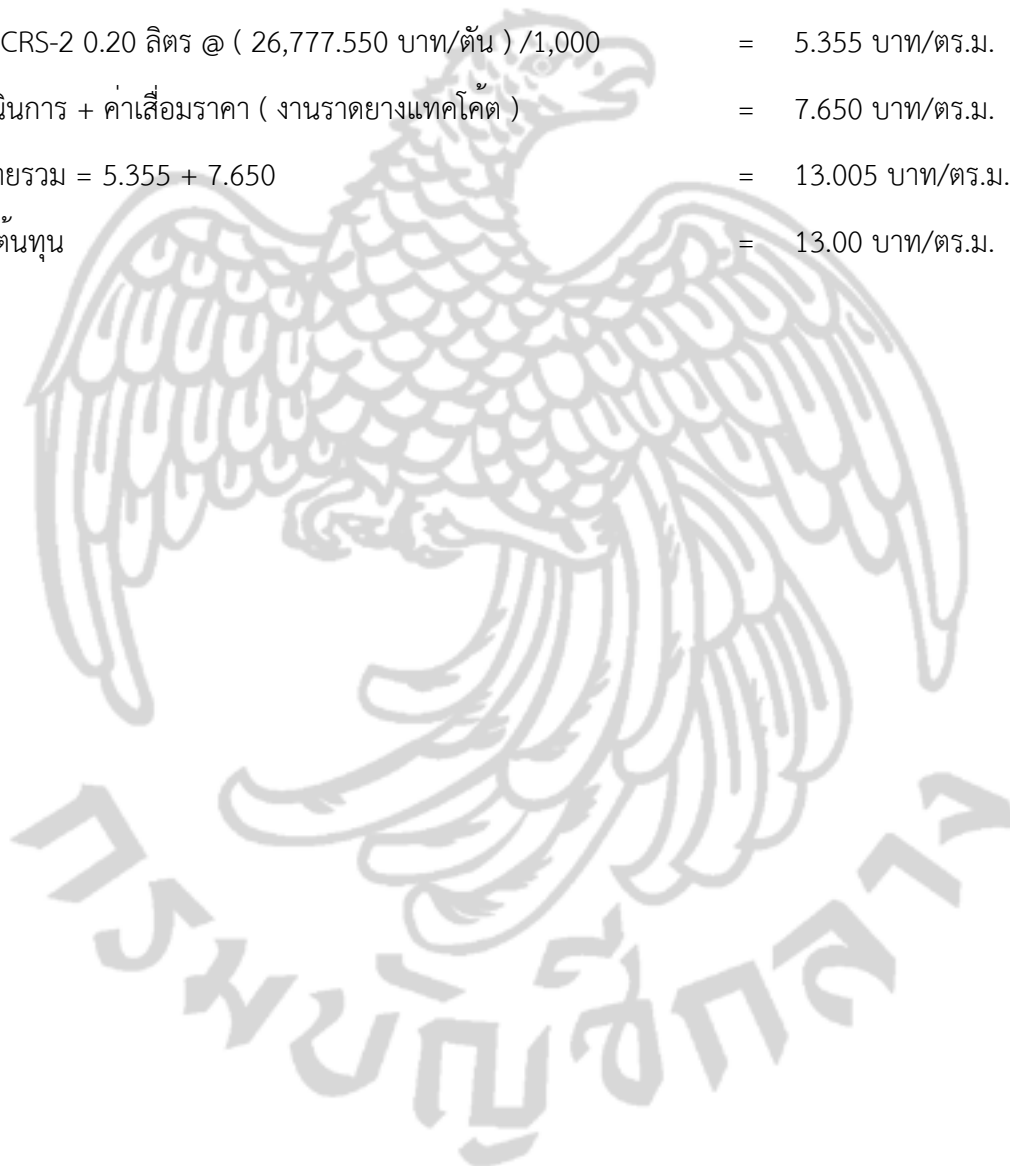 CRS-2 0.20 ลิตร @ ( 26,777.550 บาท/ตัน ) /1,000 = 5.355 บาท/ตร.ม.
นินการ + ค่าเสื่อมราคา ( งานราดยางแทคโค้ต ) = 7.650 บาท/ตร.ม.
ายรวม = 5.355 + 7.650 = 13.005 บาท/ตร.ม.
ต้นทุน = 13.00 บาท/ตร.ม.
กรมบัญชีกลาง